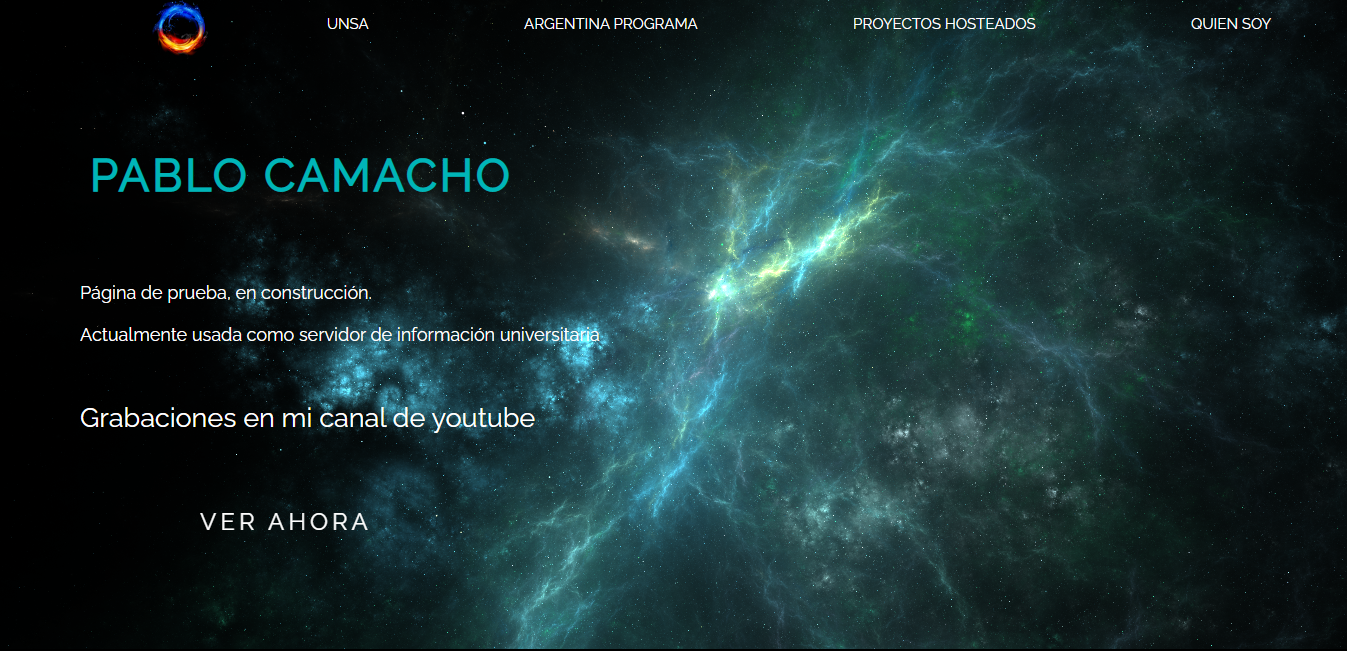 UNSA
ARGENTINA PROGRAMA
PROYECTOS HOSTEADOS
QUIEN SOY
PABLO CAMACHO
Página de prueba, en construcción.
Actualmente usada como servidor de información universitaria
Grabaciones en mi canal de youtube
VER AHORA